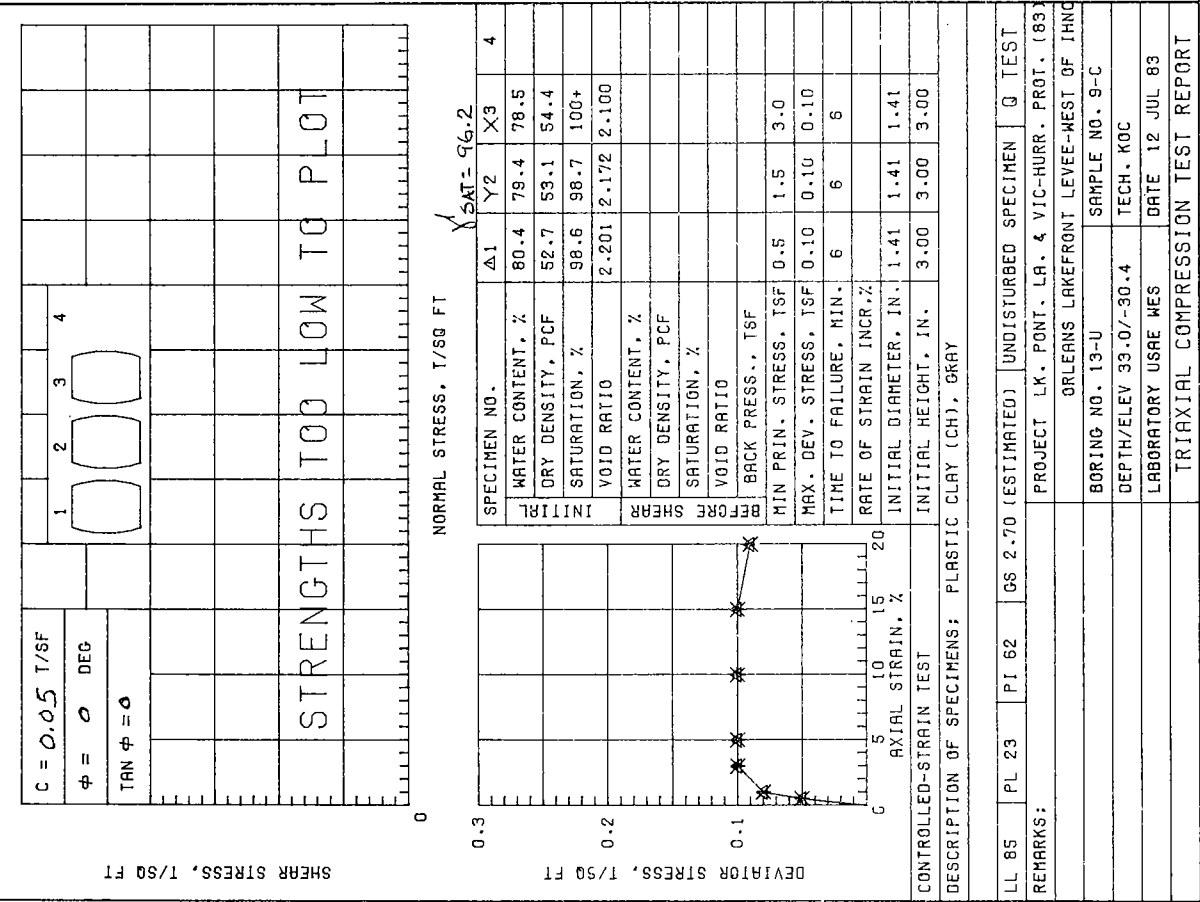 C = 0.05 T/SF
φ = 0 DEG
TAN φ = 0
1 2 3 4
SHEAR STRESS, T/SQ FT
STRENGTHS TOO LOW TO PLOT
0
NORMAL STRESS, T/SQ FT
γSAT = 96.2
DEVIATOR STRESS, T/SQ FT
0.3
0.2
0.1
0 5 10 15 20
AXIAL STRAIN, %
SPECIMEN NO. Δ1 Y2 X3 4
INITIAL
WATER CONTENT, % 80.4 79.4 78.5
DRY DENSITY, PCF 52.7 53.1 54.4
SATURATION, % 98.6 98.7 100+
VOID RATIO 2.201 2.172 2.100
BEFORE SHEAR
WATER CONTENT, %
DRY DENSITY, PCF
SATURATION, %
VOID RATIO
BACK PRESS., TSF
MIN PRIN. STRESS, TSF 0.5 1.5 3.0
MAX. DEV. STRESS, TSF 0.10 0.10 0.10
TIME TO FAILURE, MIN. 6 6 6
RATE OF STRAIN INCR,%
INITIAL DIAMETER, IN. 1.41 1.41 1.41
INITIAL HEIGHT, IN. 3.00 3.00 3.00
CONTROLLED-STRAIN TEST
DESCRIPTION OF SPECIMENS; PLASTIC CLAY (CH), GRAY
LL 85 PL 23 PI 62 GS 2.70 (ESTIMATED) UNDISTURBED SPECIMEN Q TEST
REMARKS;
PROJECT LK. PONT. LA. & VIC-HURR. PROT. (83)
ORLEANS LAKEFRONT LEVEE-WEST OF IHNC
BORING NO. 13-U SAMPLE NO. 9-C
DEPTH/ELEV 33.0/-30.4 TECH. KOC
LABORATORY USAE WES DATE 12 JUL 83
TRIAXIAL COMPRESSION TEST REPORT